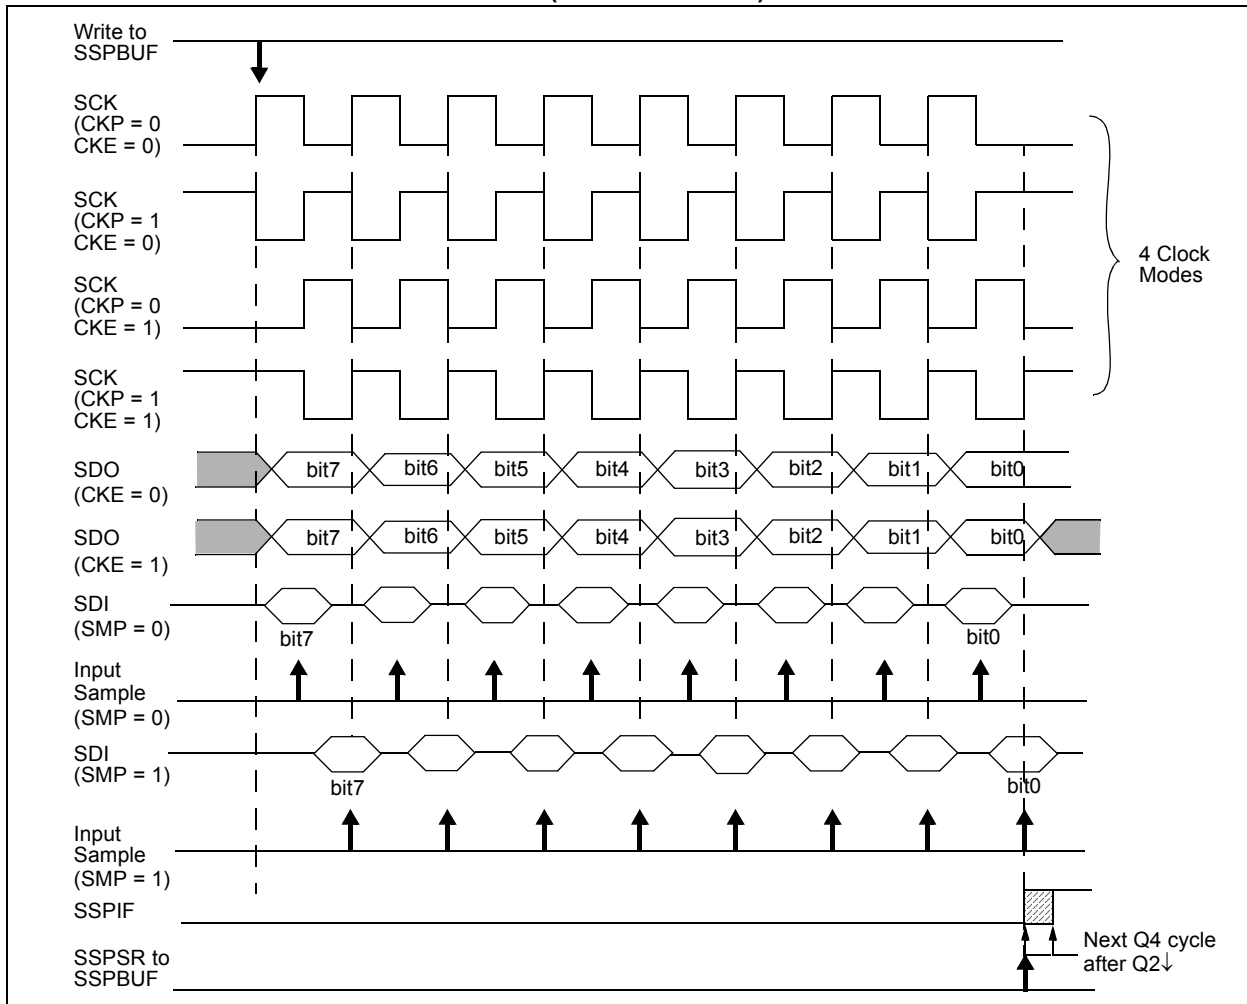 Write to
SSPBUF
SCK
(CKP = 0
CKE = 0)
SCK
(CKP = 1
CKE = 0)
SCK
(CKP = 0
CKE = 1)
SCK
(CKP = 1
CKE = 1)
4 Clock
Modes
SDO
(CKE = 0)
bit7 bit6 bit5 bit4 bit3 bit2 bit1 bit0
SDO
(CKE = 1)
bit7 bit6 bit5 bit4 bit3 bit2 bit1 bit0
SDI
(SMP = 0)
bit7 bit0
Input
Sample
(SMP = 0)
SDI
(SMP = 1)
bit7 bit0
Input
Sample
(SMP = 1)
SSPIF
SSPSR to
SSPBUF
Next Q4 cycle
after Q2↓